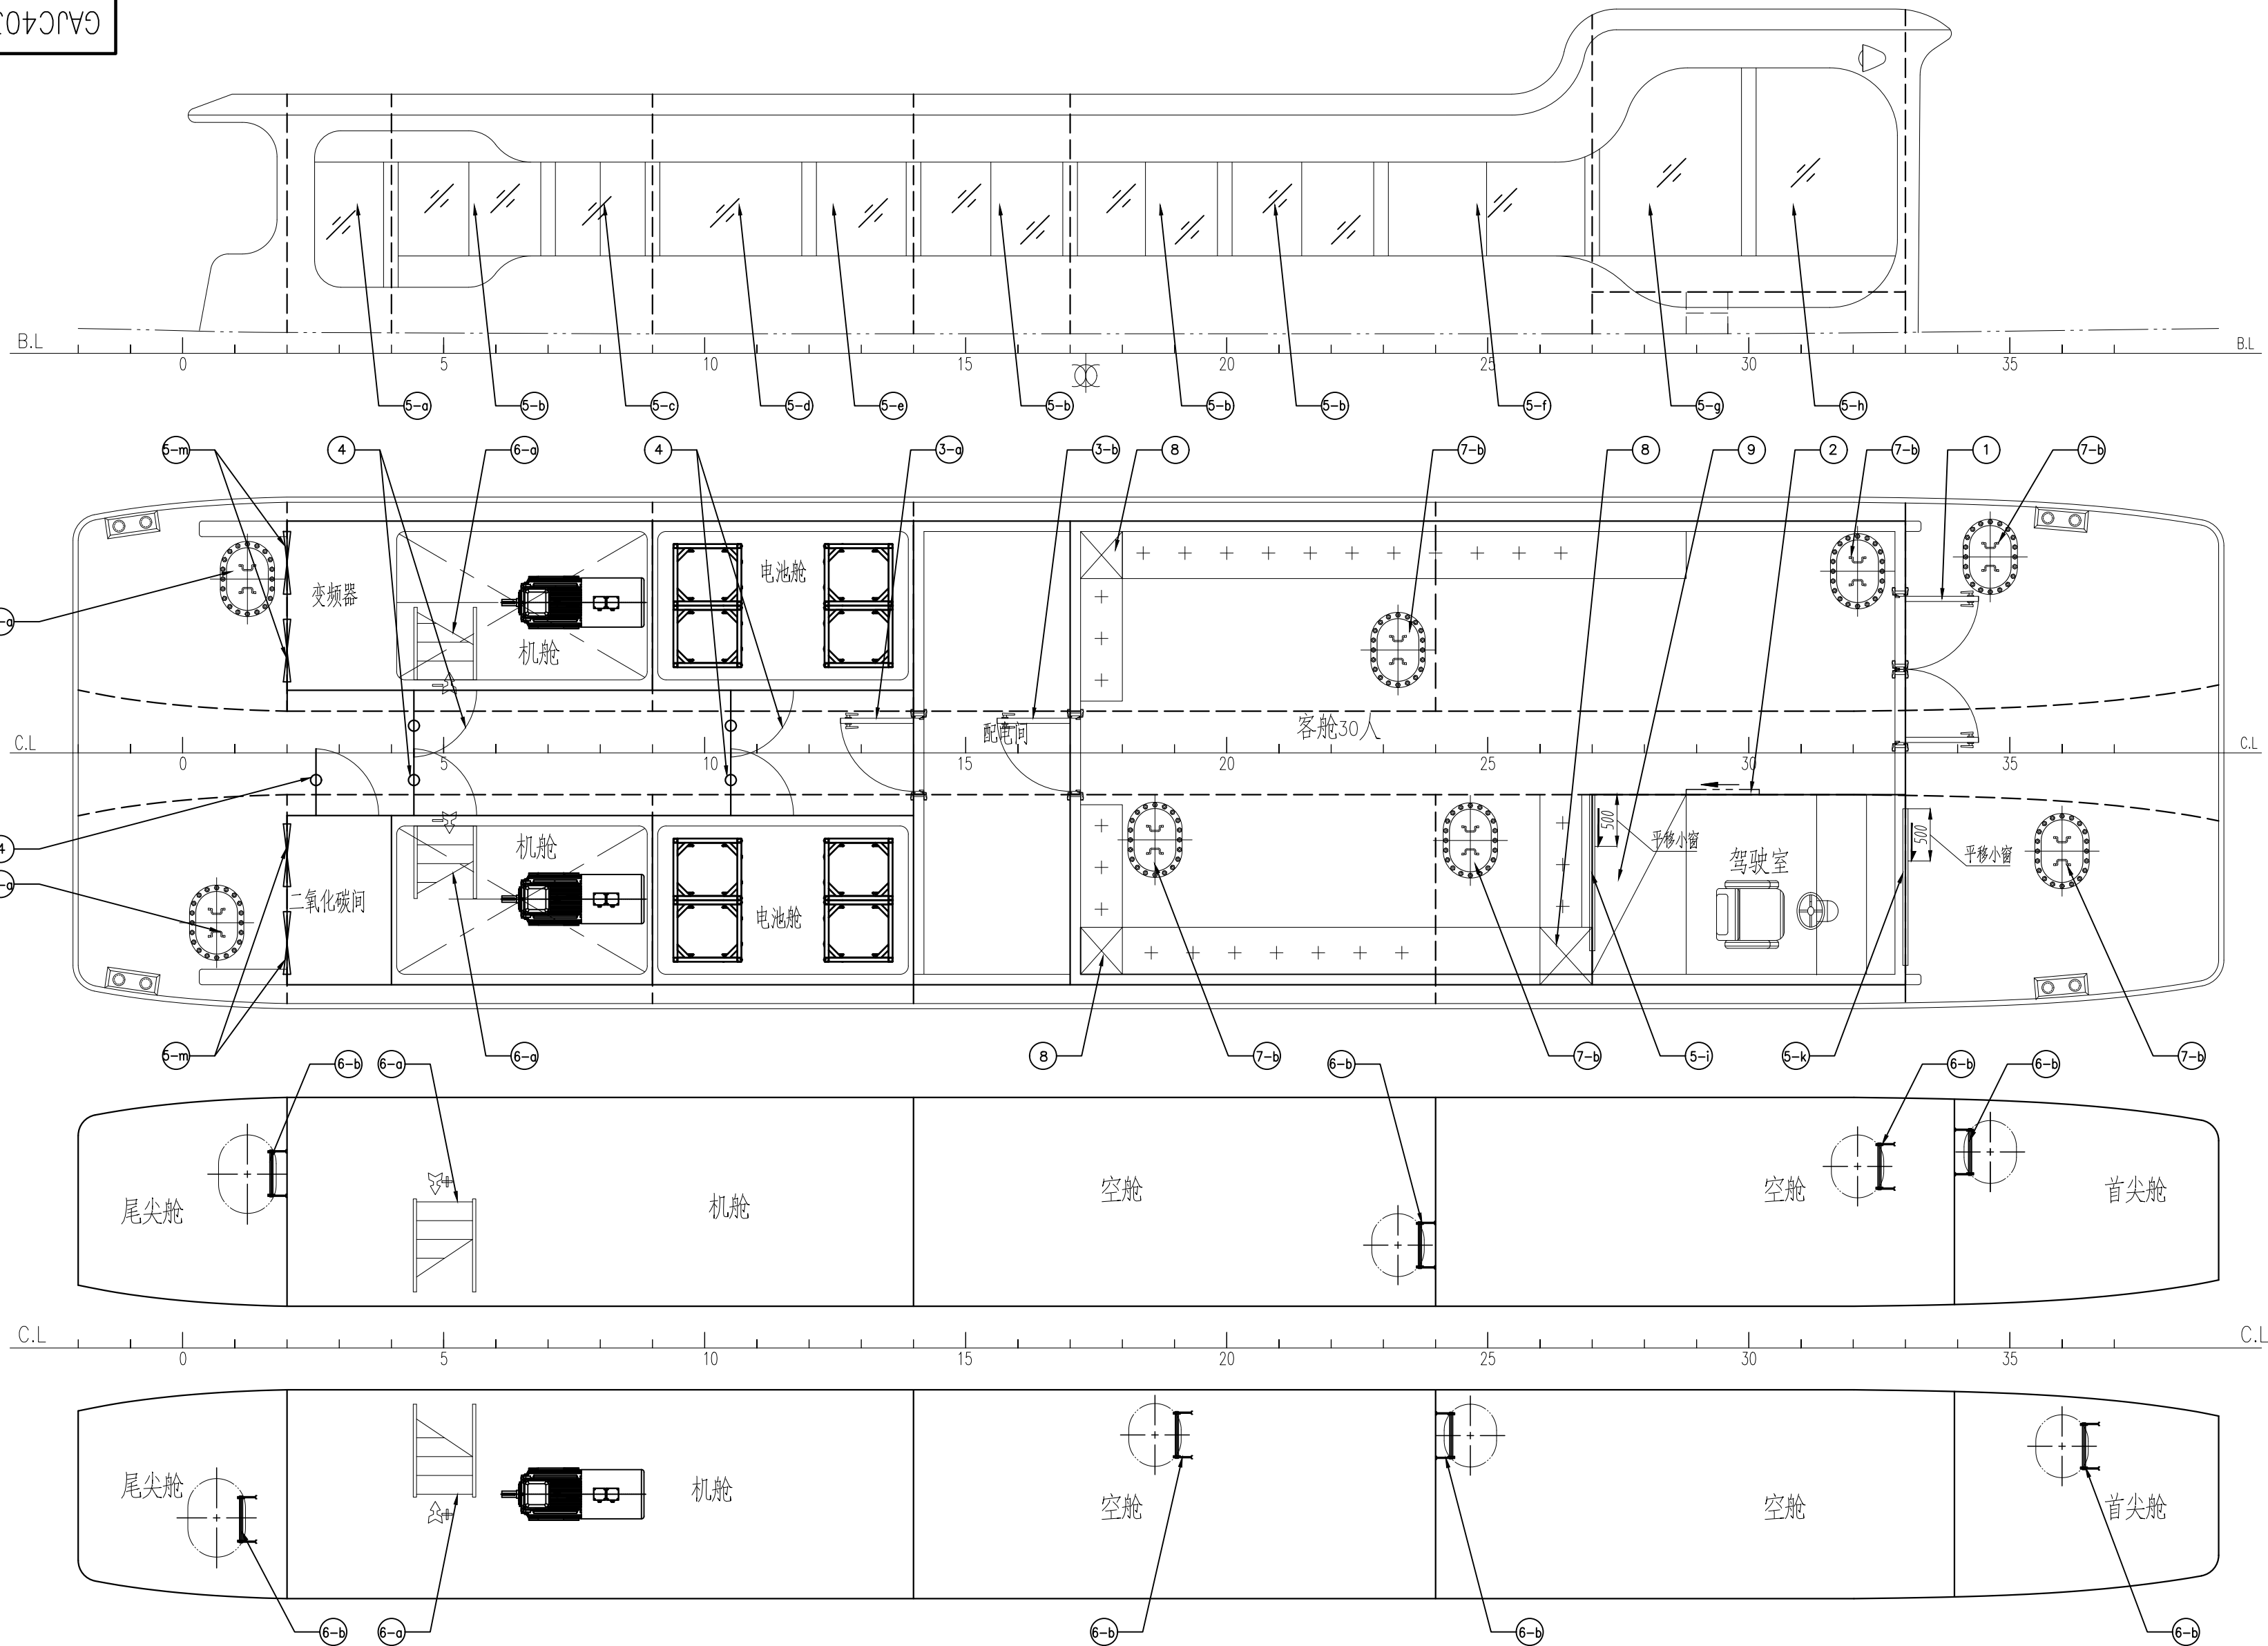 GAJC403
B.L
B.L
0 5 10 15 20 25 30 35
5-a 5-b 5-c 5-d 5-e 5-b 5-b 5-b 5-f 5-g 5-h
5-m 4 6-a 4 3-a 3-b 8 7-b 8 9 2 7-b 1 7-b
电池舱
变频器
机舱
-a
客舱30人
配电间
C.L
C.L
0 5 10 15 20 25 30 35
500
平移小窗
500
平移小窗
驾驶室
机舱
4
-a
二氧化碳间
电池舱
5-m 6-a 8 7-b 7-b 5-i 5-k 7-b
6-b 6-a 6-b 6-b 6-b
尾尖舱 机舱 空舱 空舱 首尖舱
C.L
C.L
0 5 10 15 20 25 30 35
尾尖舱 机舱 空舱 空舱 首尖舱
6-b 6-a 6-b 6-b 6-b